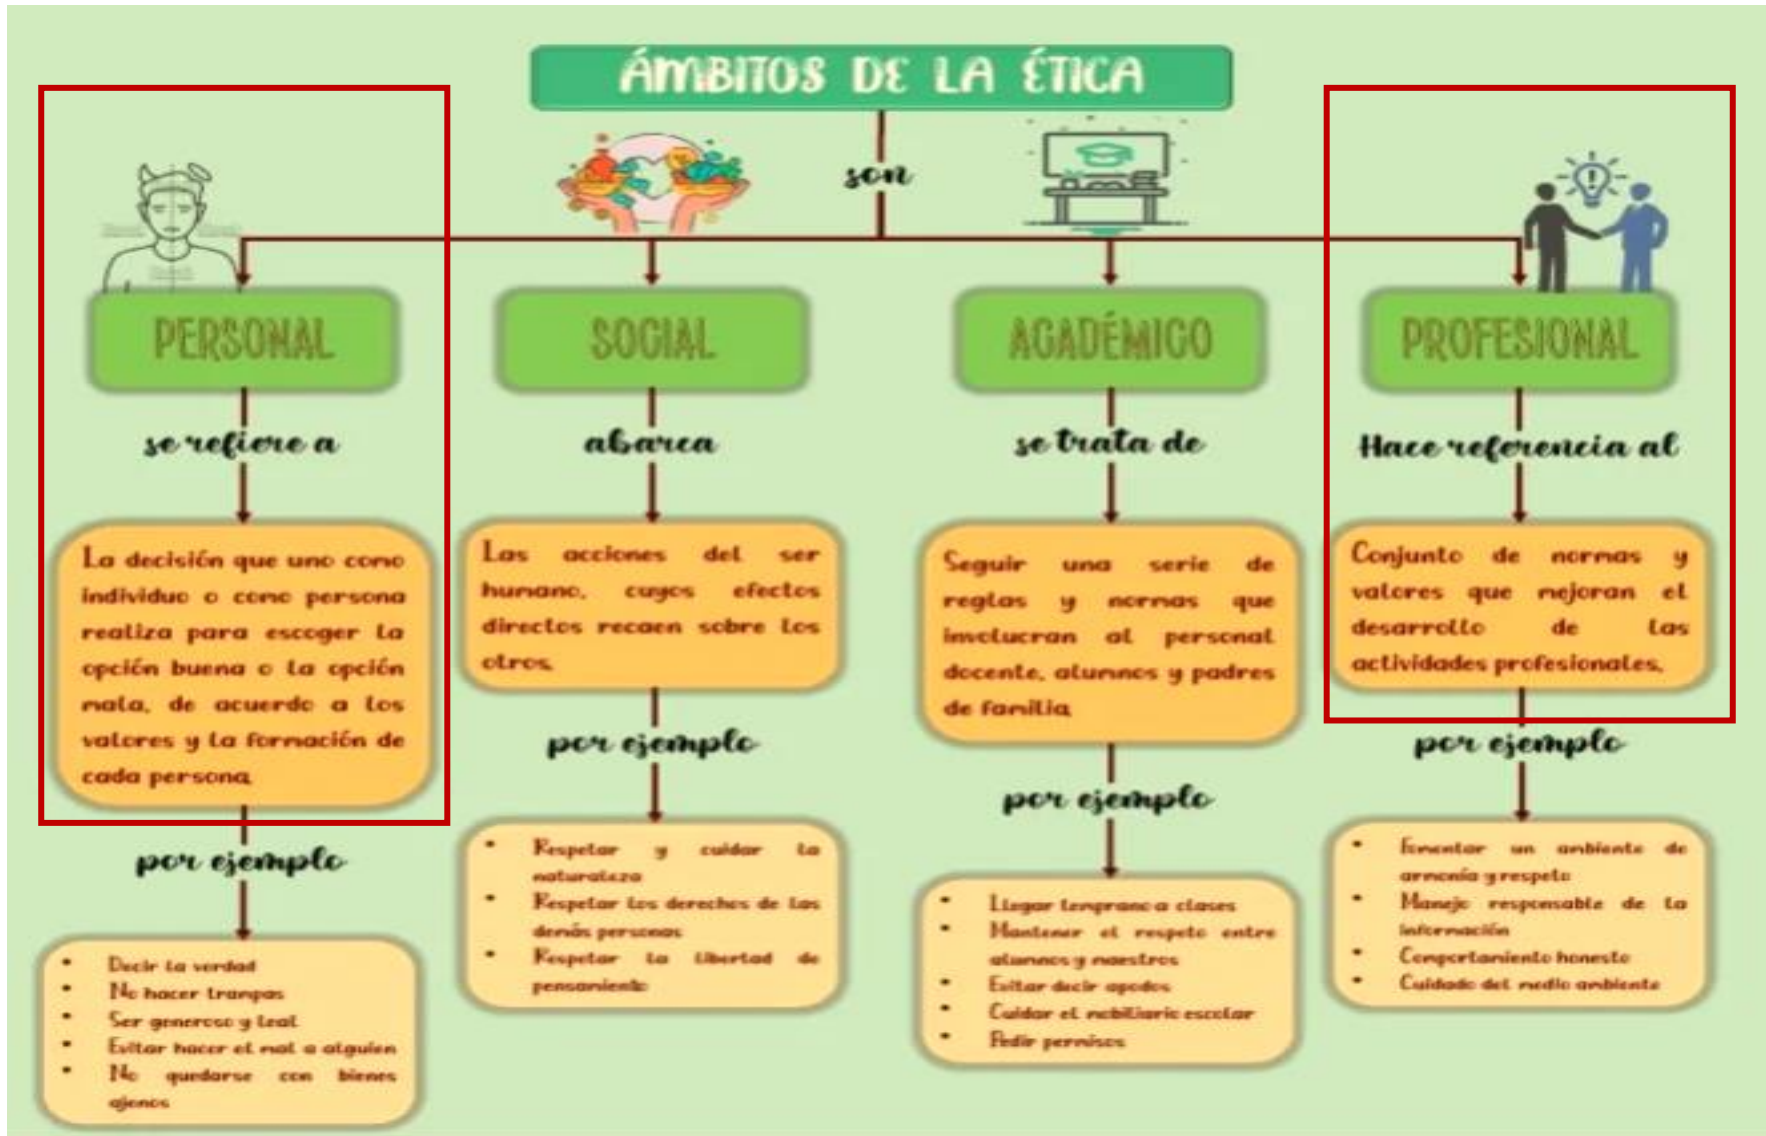 ÁMBITOS DE LA ÉTICA
son
PERSONAL
se refiere a
La decisión que uno como
individuo o como persona
realiza para escoger la
opción buena o la opción
mala, de acuerdo a los
valores y la formación de
cada persona.
por ejemplo
• Decir la verdad
• No hacer trampas
• Ser generoso y leal
• Evitar hacer el mal a alguien
• No quedarse con bienes
ajenos
SOCIAL
abarca
Las acciones del ser
humano, cuyos efectos
directos recaen sobre los
otros.
por ejemplo
• Respetar y cuidar la
naturaleza
• Respetar los derechos de las
demás personas
• Respetar la libertad de
pensamiento
ACADÉMICO
se trata de
Seguir una serie de
reglas y normas que
involucran al personal
docente, alumnos y padres
de familia
por ejemplo
• Llegar temprano a clases
• Mantener el respeto entre
alumnos y maestros
• Evitar decir apodos
• Cuidar el mobiliario escolar
• Pedir permisos
PROFESIONAL
Hace referencia al
Conjunto de normas y
valores que mejoran el
desarrollo de las
actividades profesionales.
por ejemplo
• Fomentar un ambiente de
armonía y respeto
• Manejo responsable de la
información
• Comportamiento honesto
• Cuidado del medio ambiente